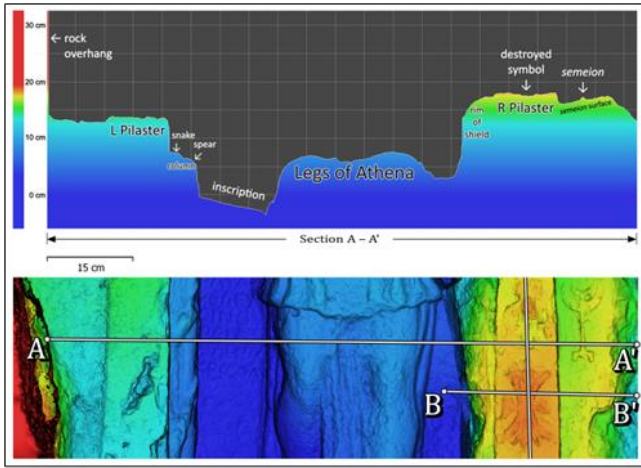 30 cm
rock
overhang
20 cm
destroyed
symbol
semeion
L Pilaster
R Pilaster
rim
of
shield
semeion surface
10 cm
snake
spear
column
Legs of Athena
inscription
0 cm
Section A – A'
15 cm
A
A'
B
B'